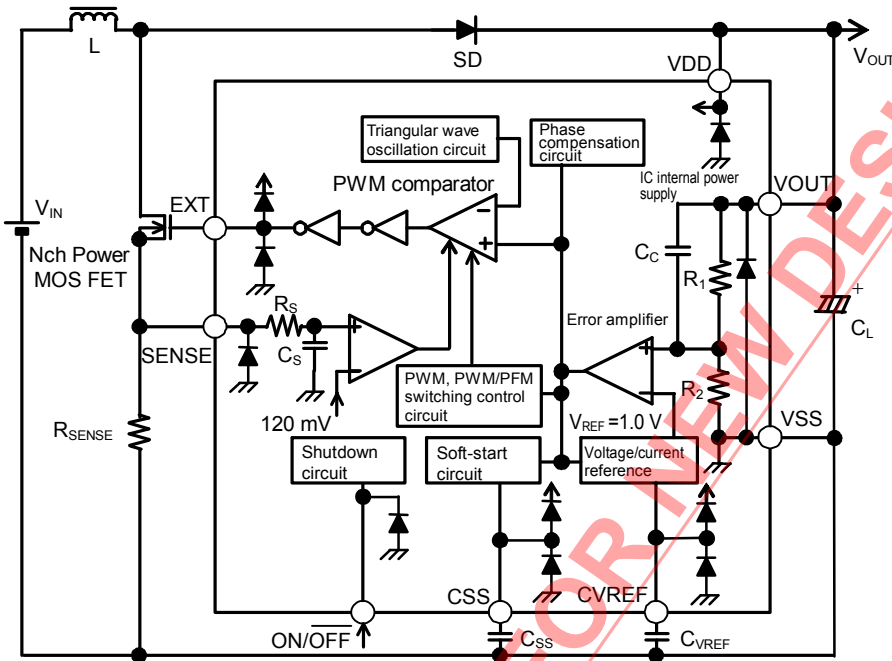 L
SD
VDD
VOUT
Triangular wave
oscillation circuit
Phase
compensation
circuit
IC internal power
supply
PWM comparator
VOUT
VIN
EXT
−
+
CC
R1
Nch Power
MOS FET
+
CL
RS
Error amplifier
SENSE
CS
+
−
+
−
R2
120 mV
PWM, PWM/PFM
switching control
circuit
VREF =1.0 V
VSS
RSENSE
Shutdown
circuit
Soft-start
circuit
Voltage/current
reference
CSS
CVREF
ON/OFF
CSS
CVREF
FOR NEW DESI